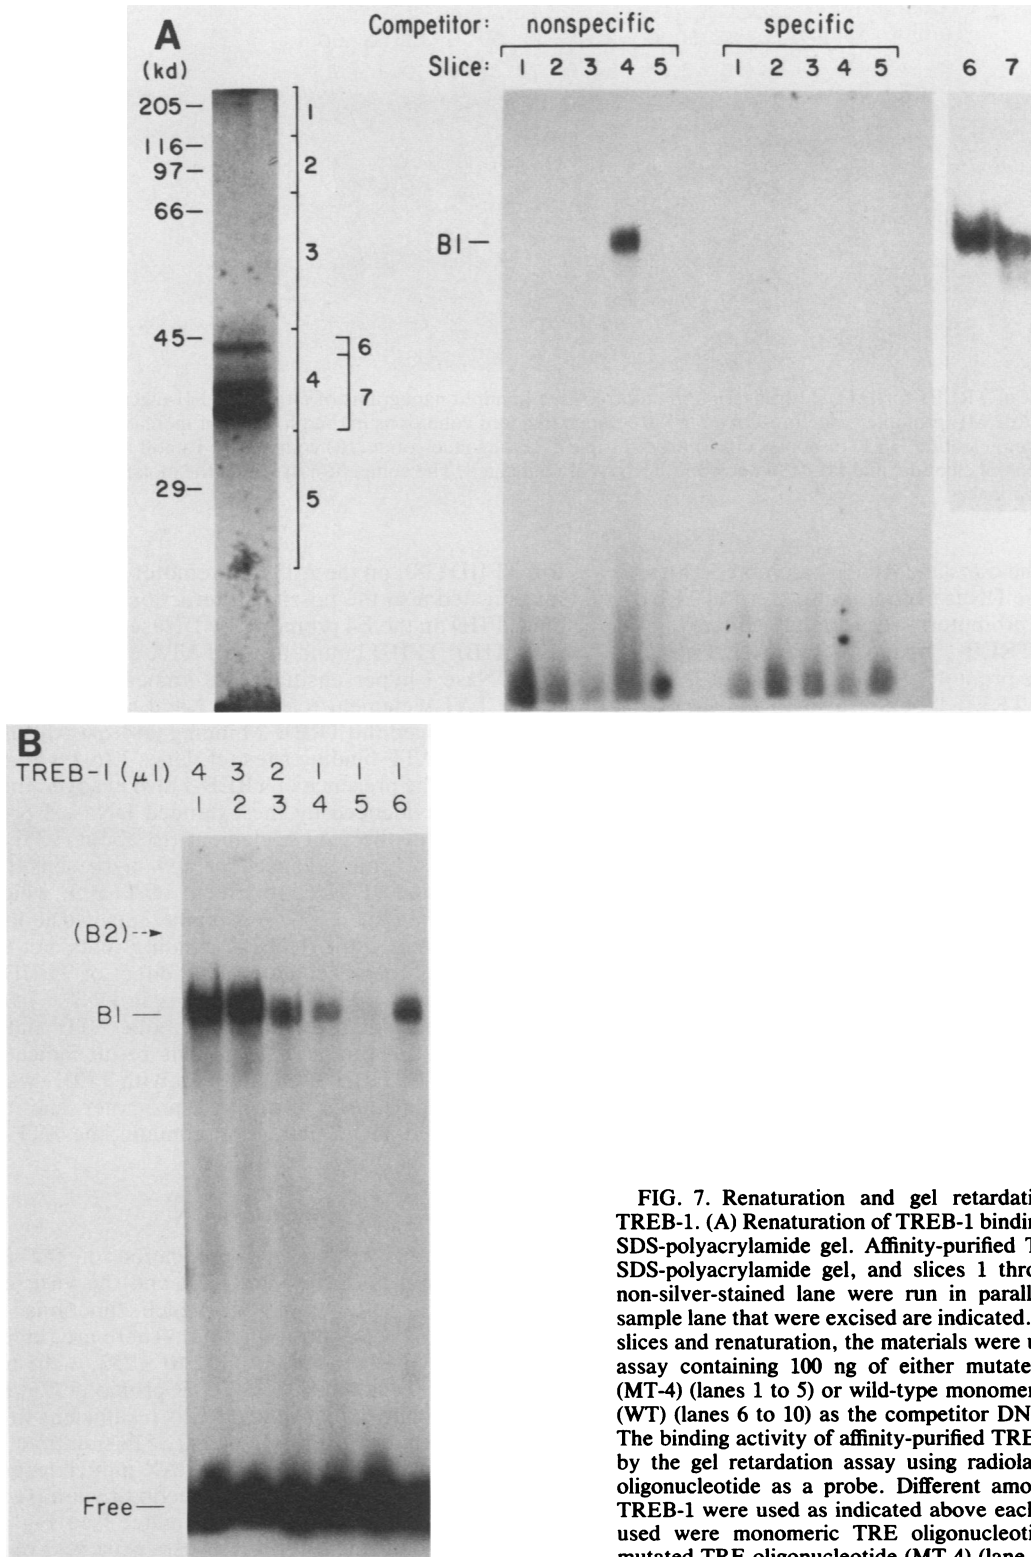 A
Competitor: nonspecific specific
(kd) Slice: 1 2 3 4 5 1 2 3 4 5 6 7
205
116
97
66
45
29
1
2
3
4
5
6
7
B1
B
TREB-1 (μl) 4 3 2 1 1 1
1 2 3 4 5 6
(B2)
B1
Free
FIG. 7. Renaturation and gel retardati
TREB-1. (A) Renaturation of TREB-1 bindin
SDS-polyacrylamide gel. Affinity-purified T
SDS-polyacrylamide gel, and slices 1 thro
non-silver-stained lane were run in parall
sample lane that were excised are indicated.
slices and renaturation, the materials were u
assay containing 100 ng of either mutate
(MT-4) (lanes 1 to 5) or wild-type monomer
(WT) (lanes 6 to 10) as the competitor DN
The binding activity of affinity-purified TRE
by the gel retardation assay using radiola
oligonucleotide as a probe. Different amo
TREB-1 were used as indicated above each
used were monomeric TRE oligonucleoti
mutated TRE oligonucleotide (MT-4) (lane